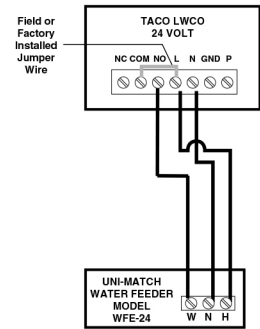 Field or
Factory
Installed
Jumper
Wire
TACO LWCO
24 VOLT
NC COM NO L N GND P
UNI-MATCH
WATER FEEDER
MODEL
WFE-24
W N H